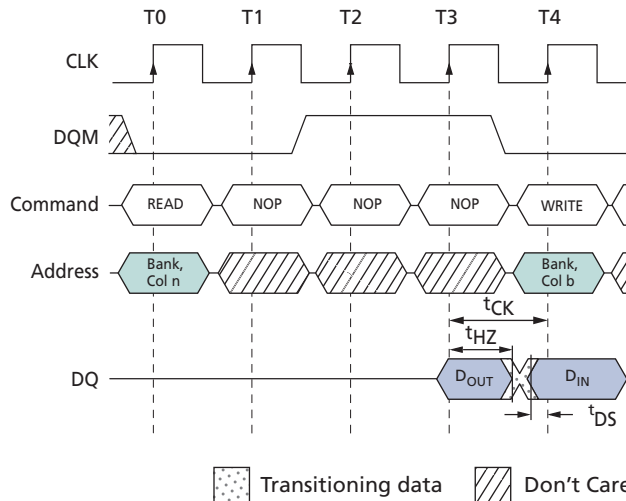 T0 T1 T2 T3 T4
CLK
DQM
Command READ NOP NOP NOP WRITE
Address Bank, Col n Bank, Col b
tCK
tHZ
DQ DOUT DIN
tDS
Transitioning data Don't Care